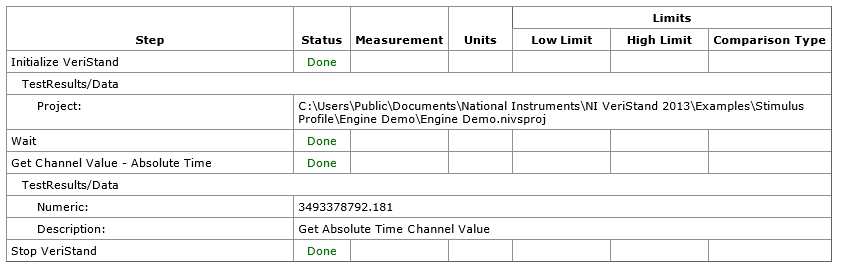 Limits
Step Status Measurement Units Low Limit High Limit Comparison Type
Initialize VeriStand Done
TestResults/Data
Project: C:\Users\Public\Documents\National Instruments\NI VeriStand 2013\Examples\Stimulus
Profile\Engine Demo\Engine Demo.nivsproj
Wait Done
Get Channel Value - Absolute Time Done
TestResults/Data
Numeric: 3493378792.181
Description: Get Absolute Time Channel Value
Stop VeriStand Done